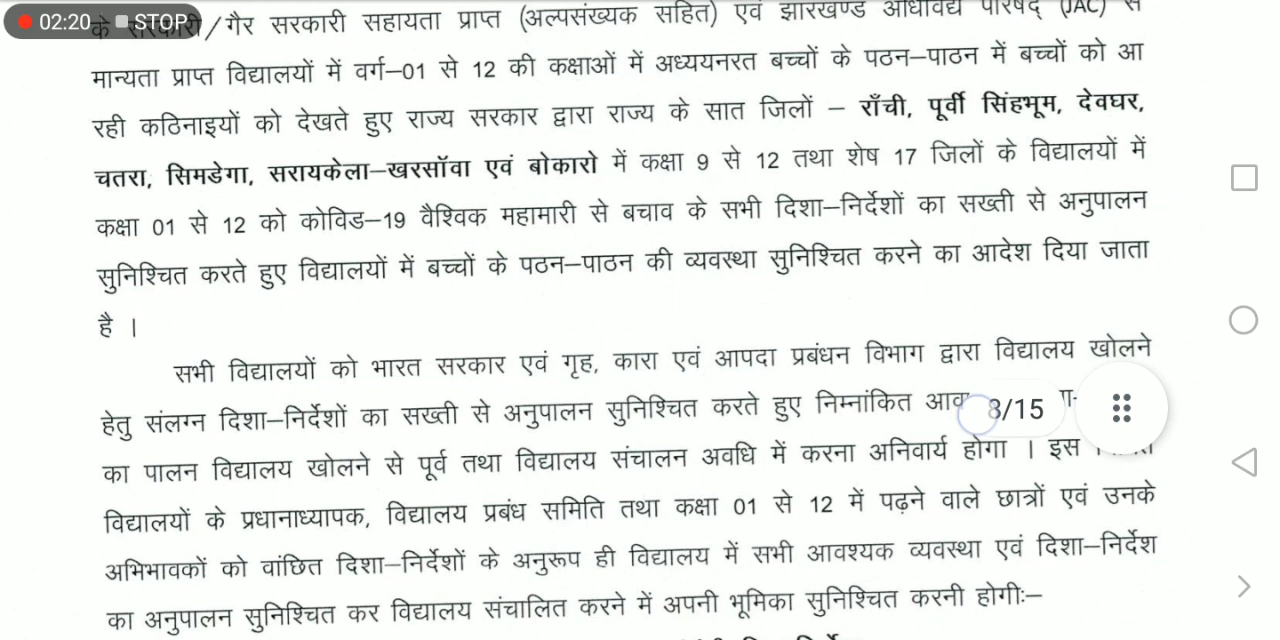 02:20 STOP
के सरकारी/गैर सरकारी सहायता प्राप्त (अल्पसंख्यक सहित) एवं झारखण्ड अधिविद्य परिषद् (JAC) से
मान्यता प्राप्त विद्यालयों में वर्ग–01 से 12 की कक्षाओं में अध्ययनरत बच्चों के पठन–पाठन में बच्चों को आ
रही कठिनाइयों को देखते हुए राज्य सरकार द्वारा राज्य के सात जिलों – राँची, पूर्वी सिंहभूम, देवघर,
चतरा, सिमडेगा, सरायकेला–खरसॉवा एवं बोकारो में कक्षा 9 से 12 तथा शेष 17 जिलों के विद्यालयों में
कक्षा 01 से 12 को कोविड–19 वैश्विक महामारी से बचाव के सभी दिशा–निर्देशों का सख्ती से अनुपालन
सुनिश्चित करते हुए विद्यालयों में बच्चों के पठन–पाठन की व्यवस्था सुनिश्चित करने का आदेश दिया जाता
है ।
सभी विद्यालयों को भारत सरकार एवं गृह, कारा एवं आपदा प्रबंधन विभाग द्वारा विद्यालय खोलने
हेतु संलग्न दिशा–निर्देशों का सख्ती से अनुपालन सुनिश्चित करते हुए निम्नांकित
8/15
का पालन विद्यालय खोलने से पूर्व तथा विद्यालय संचालन अवधि में करना अनिवार्य होगा । इस
विद्यालयों के प्रधानाध्यापक, विद्यालय प्रबंध समिति तथा कक्षा 01 से 12 में पढ़ने वाले छात्रों एवं उनके
अभिभावकों को वांछित दिशा–निर्देशों के अनुरूप ही विद्यालय में सभी आवश्यक व्यवस्था एवं दिशा–निर्देश
का अनुपालन सुनिश्चित कर विद्यालय संचालित करने में अपनी भूमिका सुनिश्चित करनी होगीः–